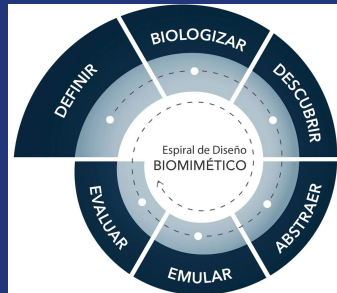 DEFINIR
BIOLOGIZAR
DESCUBRIR
ABSTRAER
EMULAR
EVALUAR
Espiral de Diseño
BIOMIMÉTICO